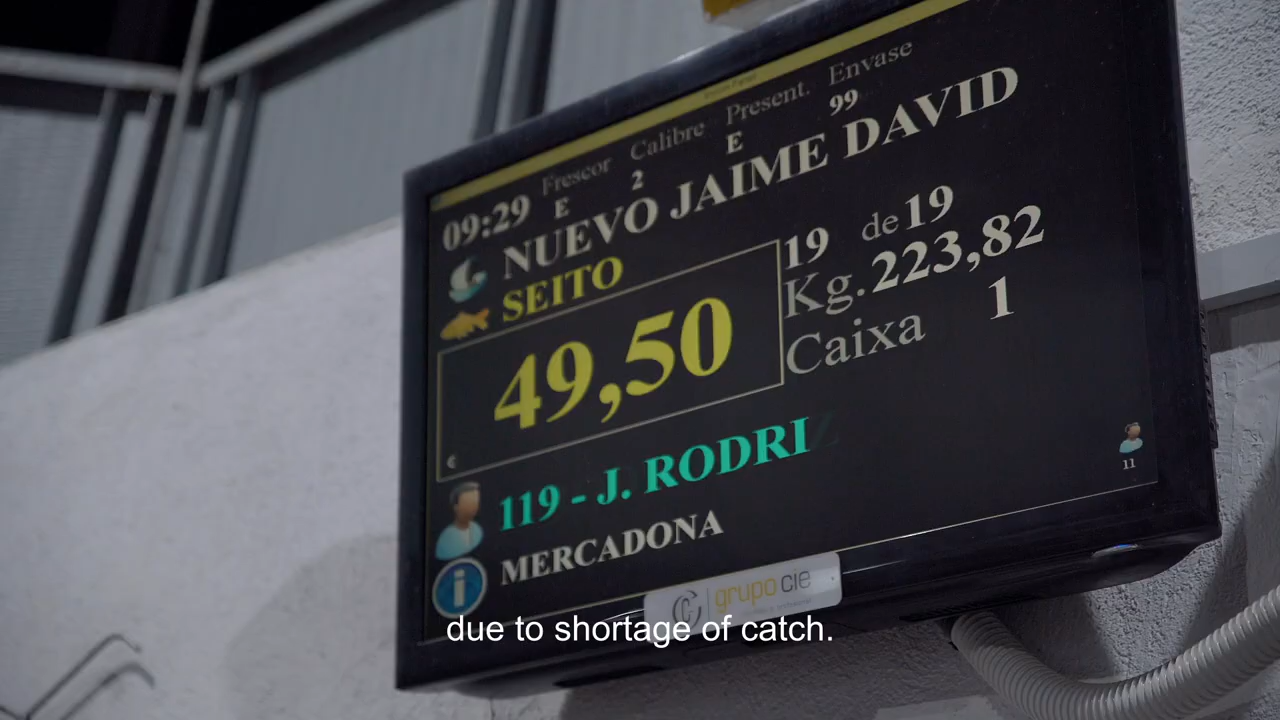 Frescor Calibre Present. Envase
09:29 E 2 E 99
NUEVO JAIME DAVID
SEITO
19 de 19
49,50
€
Kg. 223,82
Caixa 1
119 - J. RODRI
11
MERCADONA
grupo cie
due to shortage of catch.